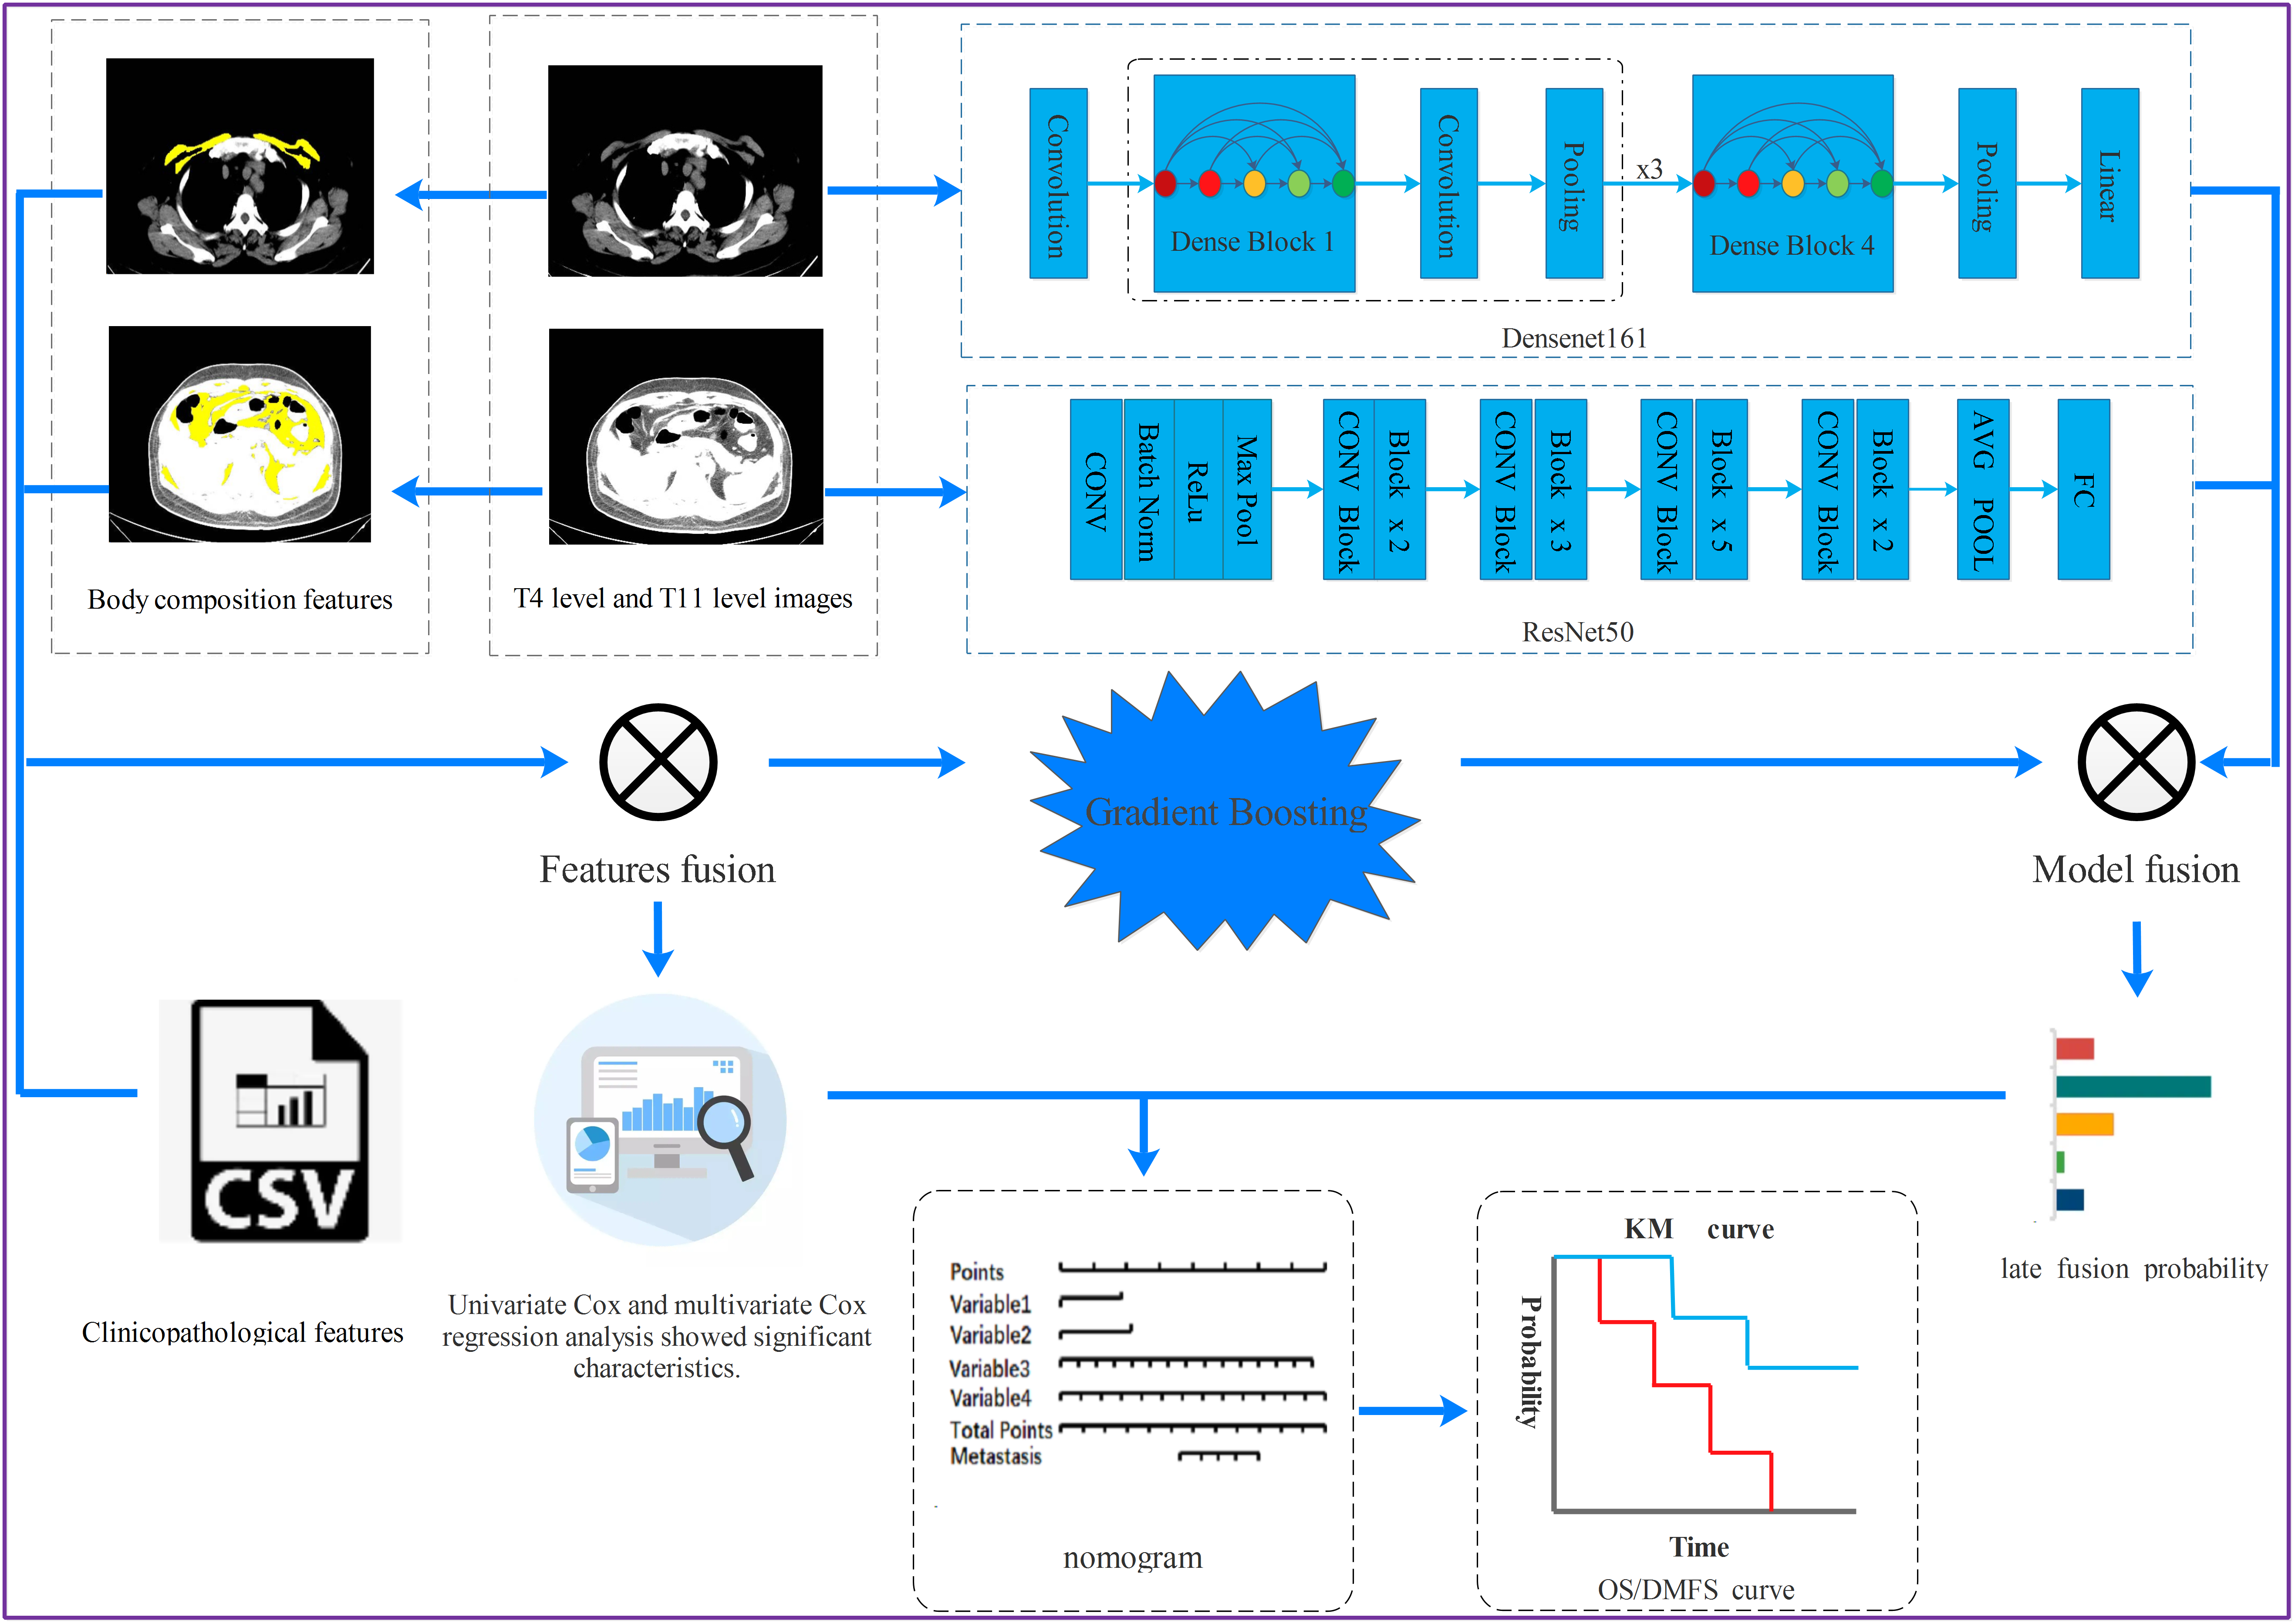 Convolution
Dense Block 1
Convolution
Pooling
x3
Dense Block 4
Pooling
Linear
Densenet161
CONV
Batch Norm
ReLu
Max Pool
CONV Block
Block x 2
CONV Block
Block x 3
CONV Block
Block x 5
CONV Block
Block x 2
AVG POOL
FC
ResNet50
Body composition features
T4 level and T11 level images
Gradient Boosting
Features fusion
Model fusion
CSV
Clinicopathological features
Univariate Cox and multivariate Cox
regression analysis showed significant
characteristics.
Points
Variable1
Variable2
Variable3
Variable4
Total Points
Metastasis
nomogram
KM curve
Probability
Time
OS/DMFS curve
late fusion probability